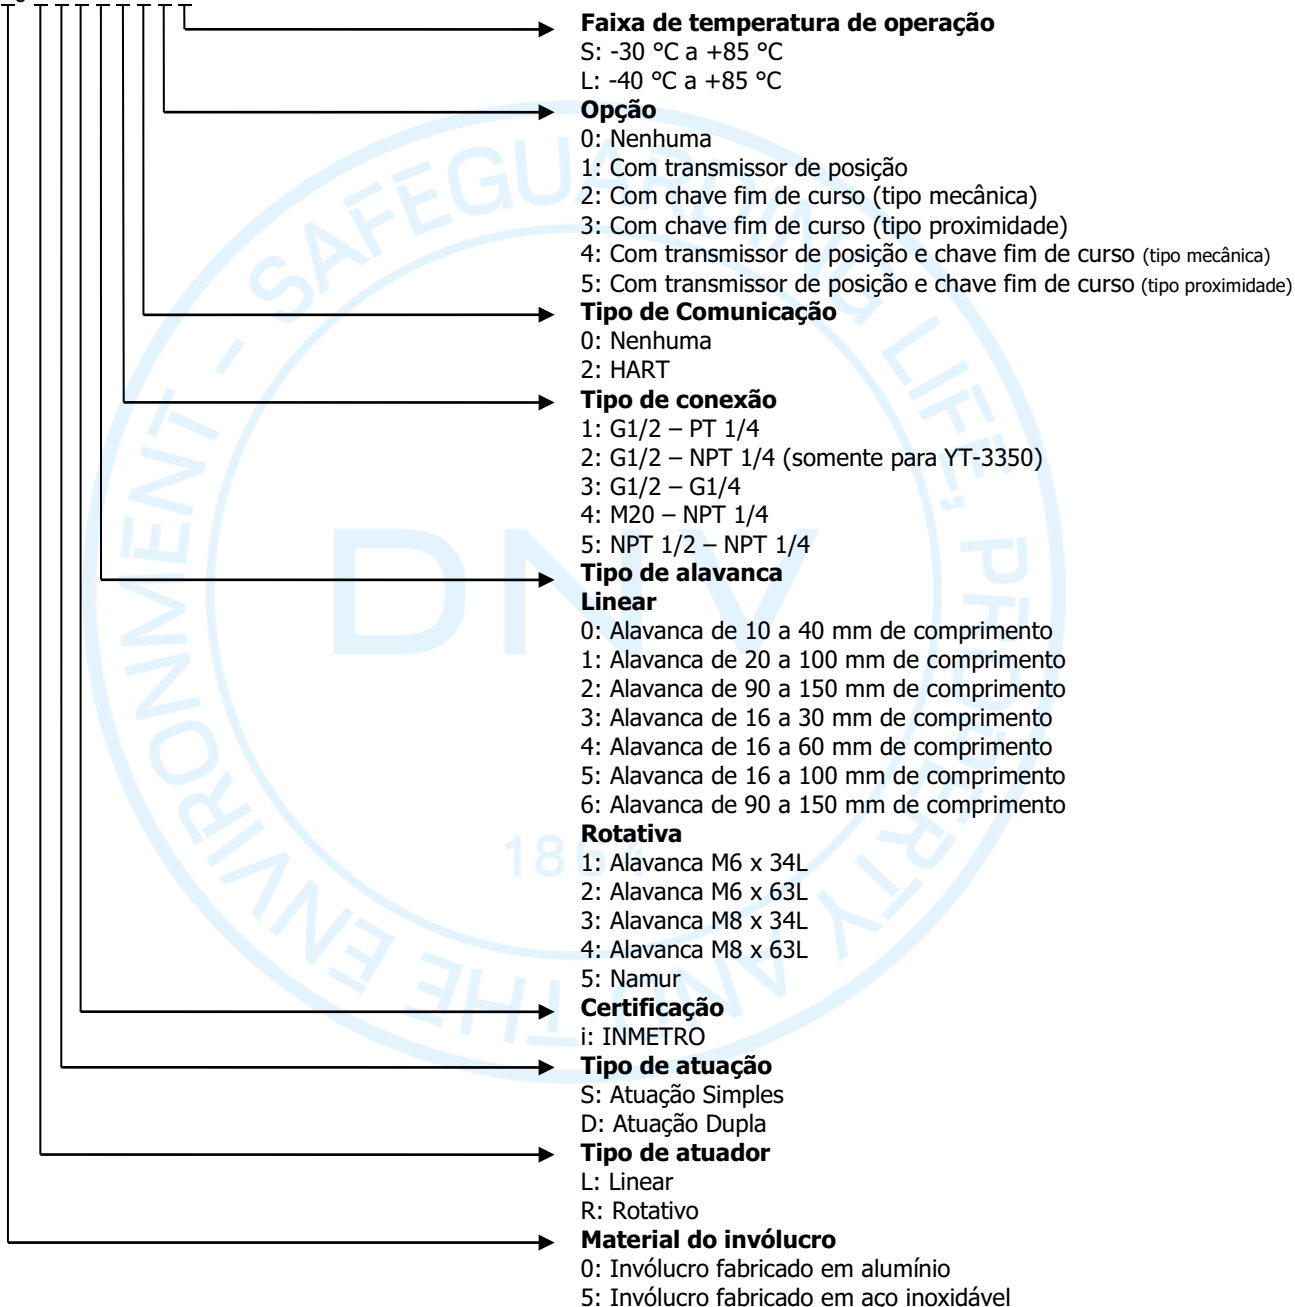 Faixa de temperatura de operação
S: -30 °C a +85 °C
L: -40 °C a +85 °C
Opção
0: Nenhuma
1: Com transmissor de posição
2: Com chave fim de curso (tipo mecânica)
3: Com chave fim de curso (tipo proximidade)
4: Com transmissor de posição e chave fim de curso (tipo mecânica)
5: Com transmissor de posição e chave fim de curso (tipo proximidade)
Tipo de Comunicação
0: Nenhuma
2: HART
Tipo de conexão
1: G1/2 – PT 1/4
2: G1/2 – NPT 1/4 (somente para YT-3350)
3: G1/2 – G1/4
4: M20 – NPT 1/4
5: NPT 1/2 – NPT 1/4
Tipo de alavanca
Linear
0: Alavanca de 10 a 40 mm de comprimento
1: Alavanca de 20 a 100 mm de comprimento
2: Alavanca de 90 a 150 mm de comprimento
3: Alavanca de 16 a 30 mm de comprimento
4: Alavanca de 16 a 60 mm de comprimento
5: Alavanca de 16 a 100 mm de comprimento
6: Alavanca de 90 a 150 mm de comprimento
Rotativa
1: Alavanca M6 x 34L
2: Alavanca M6 x 63L
3: Alavanca M8 x 34L
4: Alavanca M8 x 63L
5: Namur
Certificação
i: INMETRO
Tipo de atuação
S: Atuação Simples
D: Atuação Dupla
Tipo de atuador
L: Linear
R: Rotativo
Material do invólucro
0: Invólucro fabricado em alumínio
5: Invólucro fabricado em aço inoxidável
SAFEGUARDING LIFE, PROPERTY AND THE ENVIRONMENT -
DNV
1864